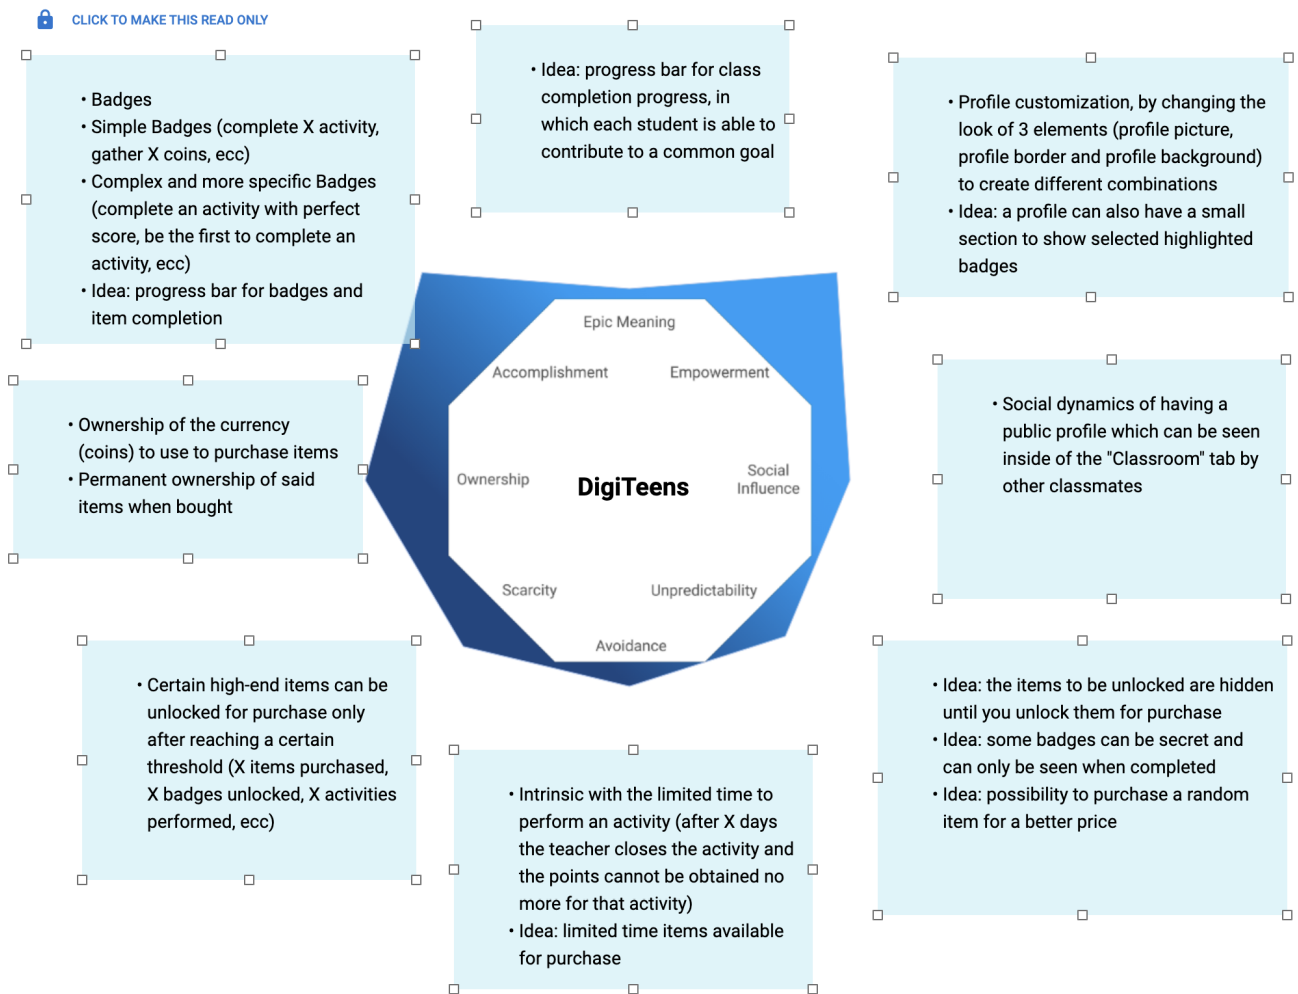 CLICK TO MAKE THIS READ ONLY
• Badges
• Simple Badges (complete X activity,
gather X coins, ecc)
• Complex and more specific Badges
(complete an activity with perfect
score, be the first to complete an
activity, ecc)
• Idea: progress bar for badges and
item completion
• Idea: progress bar for class
completion progress, in
which each student is able to
contribute to a common goal
• Profile customization, by changing the
look of 3 elements (profile picture,
profile border and profile background)
to create different combinations
• Idea: a profile can also have a small
section to show selected highlighted
badges
• Ownership of the currency
(coins) to use to purchase items
• Permanent ownership of said
items when bought
Epic Meaning
Accomplishment
Empowerment
Ownership
DigiTeens
Social
Influence
Scarcity
Unpredictability
Avoidance
• Social dynamics of having a
public profile which can be seen
inside of the "Classroom" tab by
other classmates
• Certain high-end items can be
unlocked for purchase only
after reaching a certain
threshold (X items purchased,
X badges unlocked, X activities
performed, ecc)
• Intrinsic with the limited time to
perform an activity (after X days
the teacher closes the activity and
the points cannot be obtained no
more for that activity)
• Idea: limited time items available
for purchase
• Idea: the items to be unlocked are hidden
until you unlock them for purchase
• Idea: some badges can be secret and
can only be seen when completed
• Idea: possibility to purchase a random
item for a better price